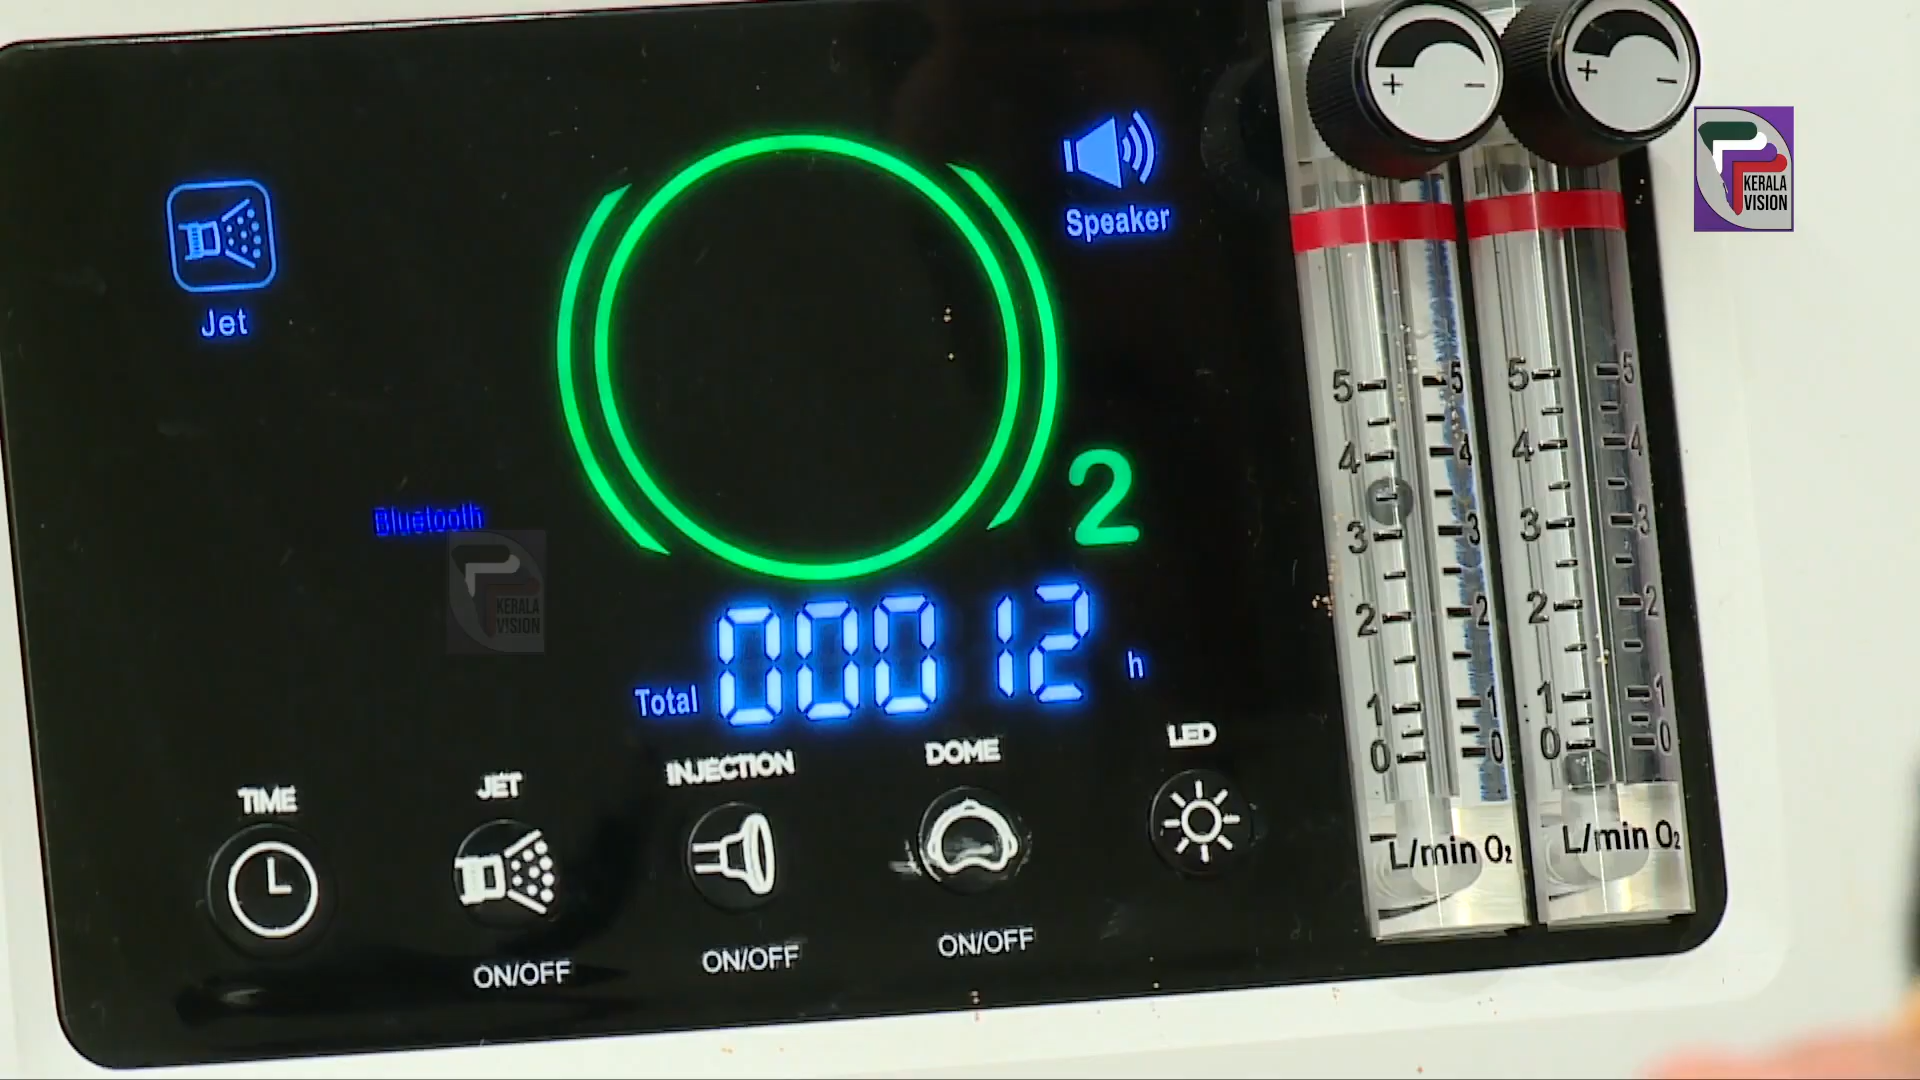 Speaker
Jet
Bluetooth
O2
Total 00012 h
TIME
JET
INJECTION
DOME
LED
ON/OFF
ON/OFF
ON/OFF
+ −
+ −
5 5
4 4
3 3
2 2
1 1
0 0
L/min O₂
5 5
4 4
3 3
2 2
1 1
0 0
L/min O₂
KERALA
VISION
KERALA
VISION